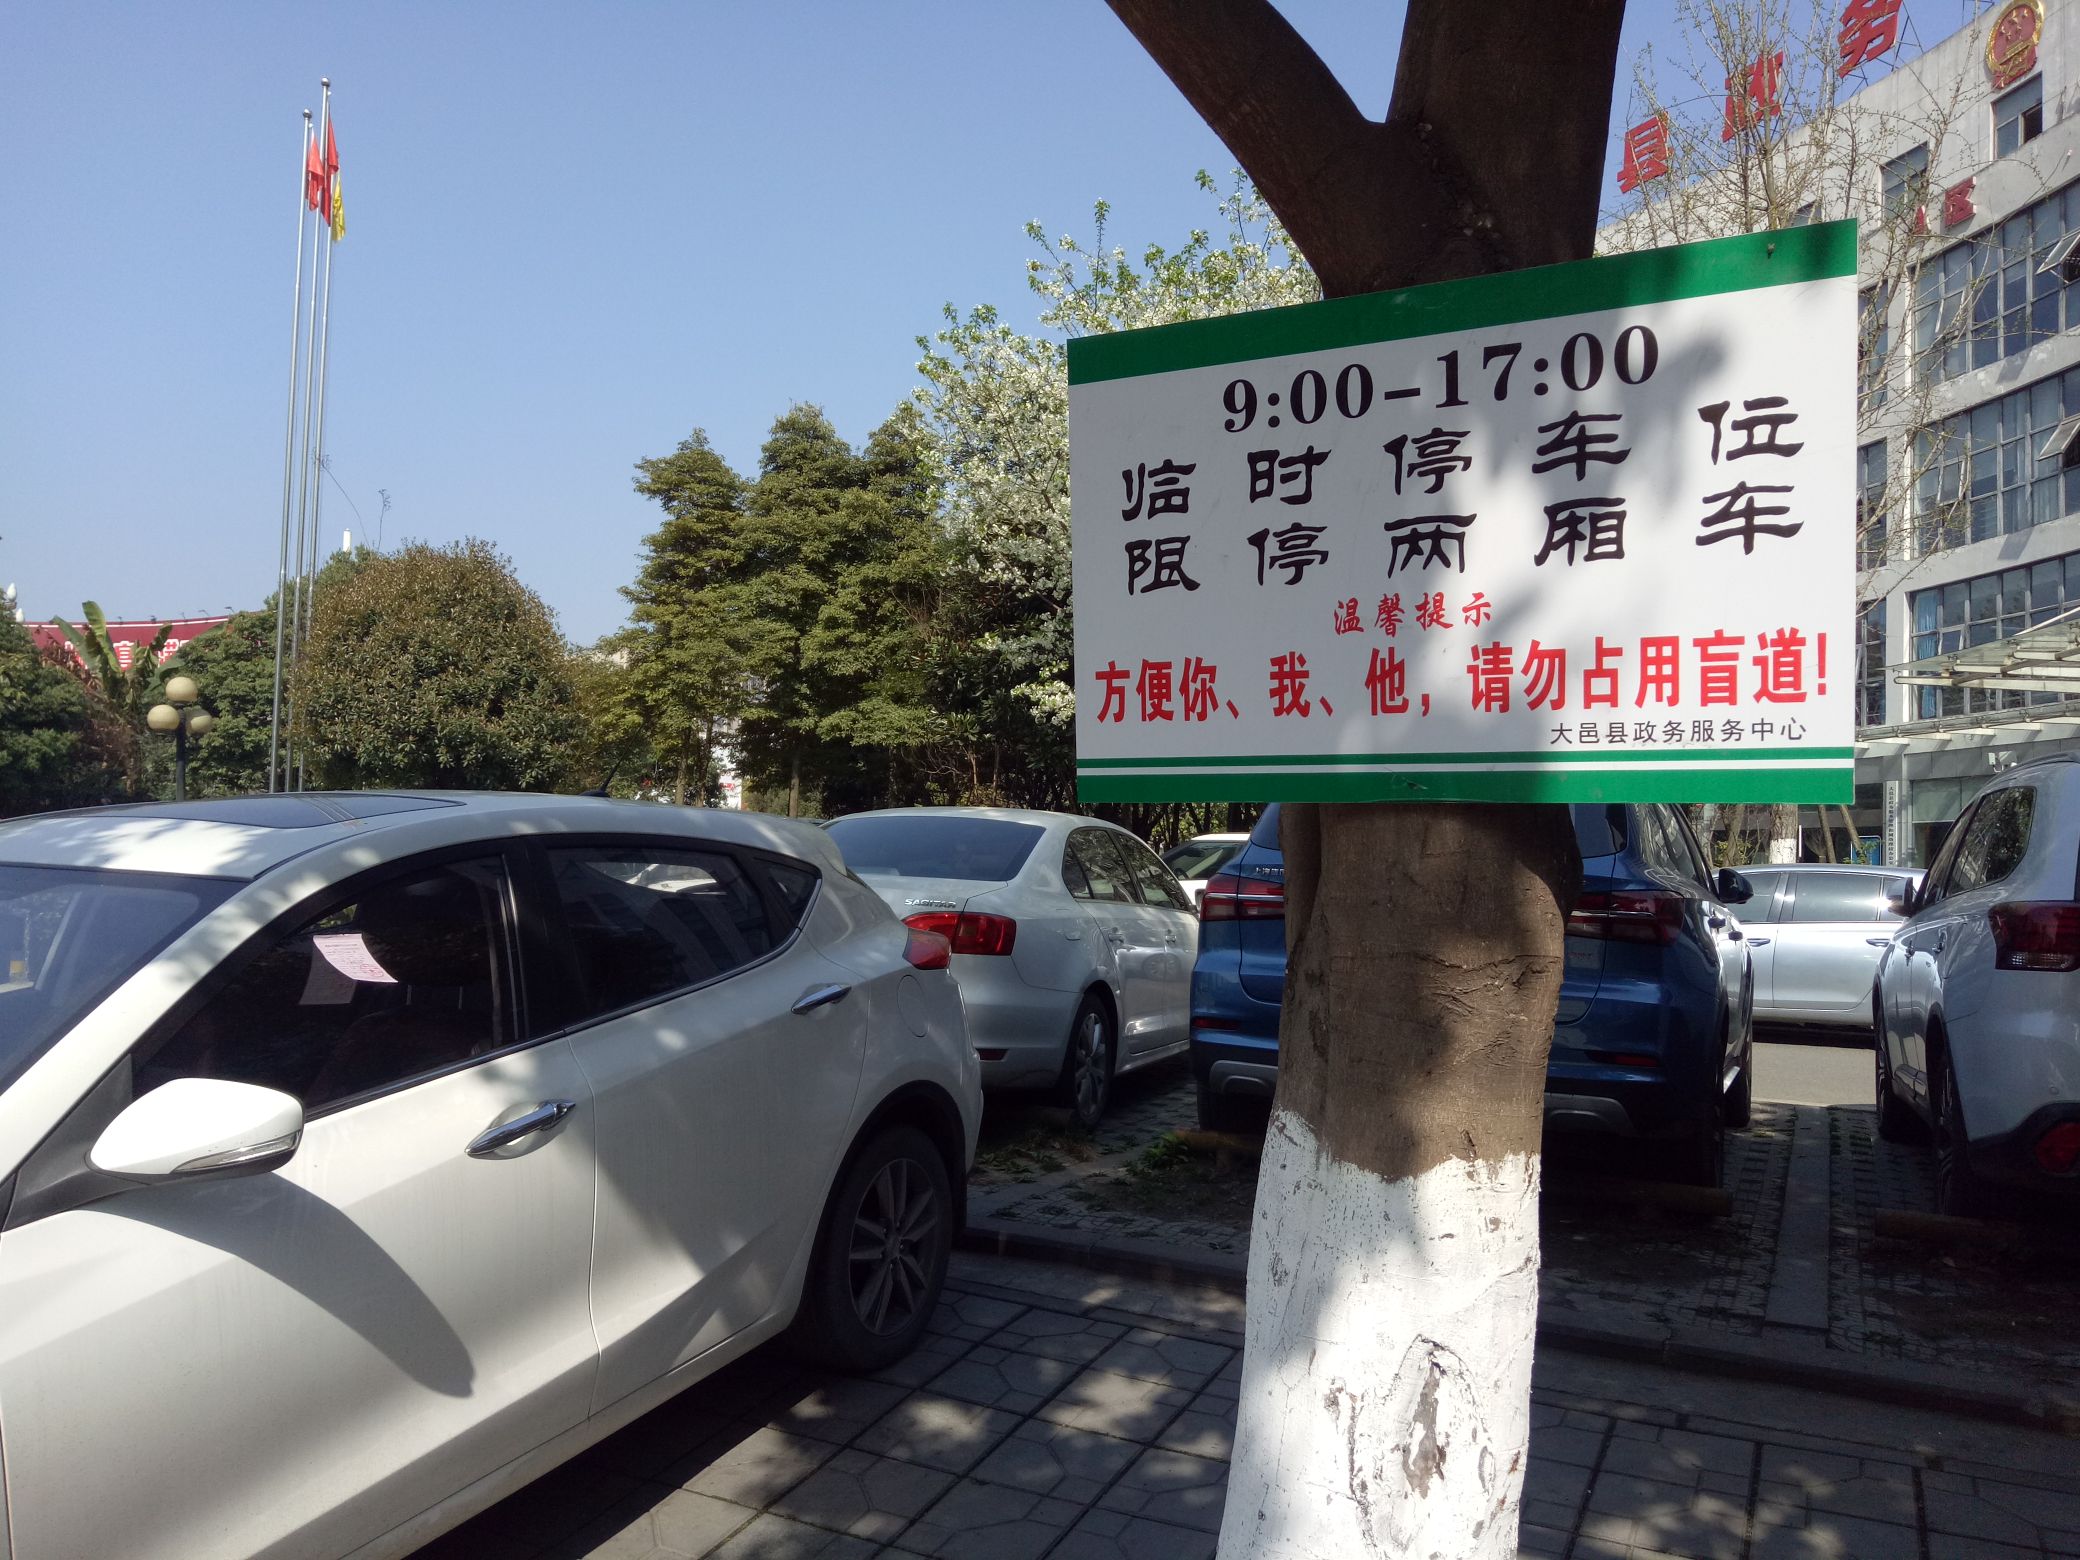 县政务
区
9:00-17:00
临时停车位
限停两厢车
温馨提示
方便你、我、他，请勿占用盲道!
大邑县政务服务中心
SAGITAR